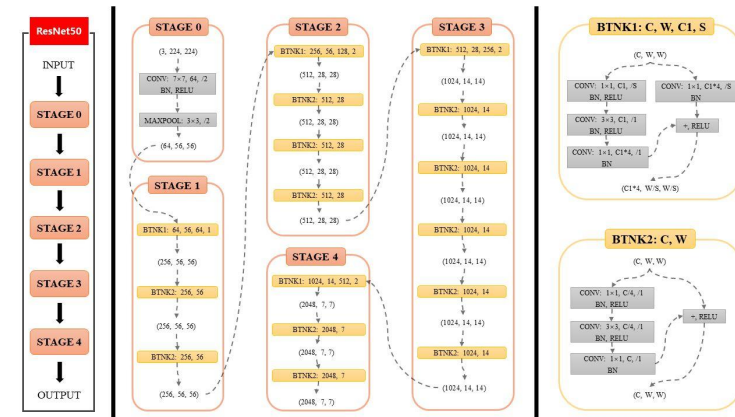 ResNet50
INPUT
STAGE 0
STAGE 1
STAGE 2
STAGE 3
STAGE 4
OUTPUT
STAGE 0
(3, 224, 224)
CONV: 7×7, 64, /2
BN, RELU
MAXPOOL: 3×3, /2
(64, 56, 56)
STAGE 1
BTNK1: 64, 56, 64, 1
(256, 56, 56)
BTNK2: 256, 56
(256, 56, 56)
BTNK2: 256, 56
(256, 56, 56)
STAGE 2
BTNK1: 256, 56, 128, 2
(512, 28, 28)
BTNK2: 512, 28
(512, 28, 28)
BTNK2: 512, 28
(512, 28, 28)
BTNK2: 512, 28
(512, 28, 28)
STAGE 4
BTNK1: 1024, 14, 512, 2
(2048, 7, 7)
BTNK2: 2048, 7
(2048, 7, 7)
BTNK2: 2048, 7
(2048, 7, 7)
STAGE 3
BTNK1: 512, 28, 256, 2
(1024, 14, 14)
BTNK2: 1024, 14
(1024, 14, 14)
BTNK2: 1024, 14
(1024, 14, 14)
BTNK2: 1024, 14
(1024, 14, 14)
BTNK2: 1024, 14
(1024, 14, 14)
BTNK2: 1024, 14
(1024, 14, 14)
BTNK1: C, W, C1, S
(C, W, W)
CONV: 1×1, C1, /S
BN, RELU
CONV: 1×1, C1*4, /S
BN
CONV: 3×3, C1, /1
BN, RELU
+, RELU
CONV: 1×1, C1*4, /1
BN
(C1*4, W/S, W/S)
BTNK2: C, W
(C, W, W)
CONV: 1×1, C/4, /1
BN, RELU
+, RELU
CONV: 3×3, C/4, /1
BN, RELU
CONV: 1×1, C, /1
BN
(C, W, W)